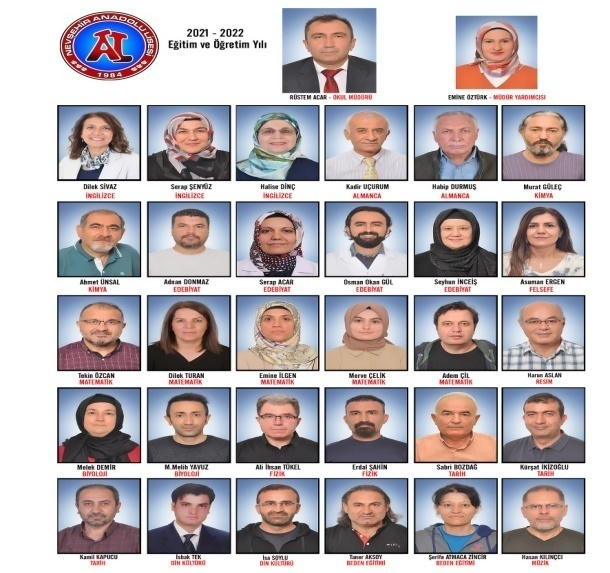 NEVŞEHİR ANADOLU LİSESİ
AL
1984
2021 - 2022
Eğitim ve Öğretim Yılı
RÜSTEM ACAR - OKUL MÜDÜRÜ
EMİNE ÖZTÜRK - MÜDÜR YARDIMCISI
Dilek SİVAZ
İNGİLİZCE
Serap ŞENYÜZ
İNGİLİZCE
Halise DİNÇ
İNGİLİZCE
Kadir UÇURUM
ALMANCA
Habip DURMUŞ
ALMANCA
Murat GÜLEÇ
KİMYA
Ahmet ÜNSAL
KİMYA
Adnan DONMAZ
EDEBİYAT
Serap ACAR
EDEBİYAT
Osman Okan GÜL
EDEBİYAT
Seyhun İNCEİŞ
EDEBİYAT
Asuman ERGEN
FELSEFE
Tekin ÖZCAN
MATEMATİK
Dilek TURAN
MATEMATİK
Emine İLGEN
MATEMATİK
Merve ÇELİK
MATEMATİK
Adem ÇİL
MATEMATİK
Harun ASLAN
RESİM
Melek DEMİR
BİYOLOJİ
M.Melih YAVUZ
BİYOLOJİ
Ali İhsan TÜKEL
FİZİK
Erdal ŞAHİN
FİZİK
Sabri BOZDAĞ
TARİH
Kürşat İKİZOĞLU
TARİH
Kamil KAPUCU
TARİH
İshak TEK
DİN KÜLTÜRÜ
İsa SOYLU
DİN KÜLTÜRÜ
Taner AKSOY
BEDEN EĞİTİMİ
Şerife ATMACA ZİNCİR
BEDEN EĞİTİMİ
Hasan KILINÇCI
MÜZİK